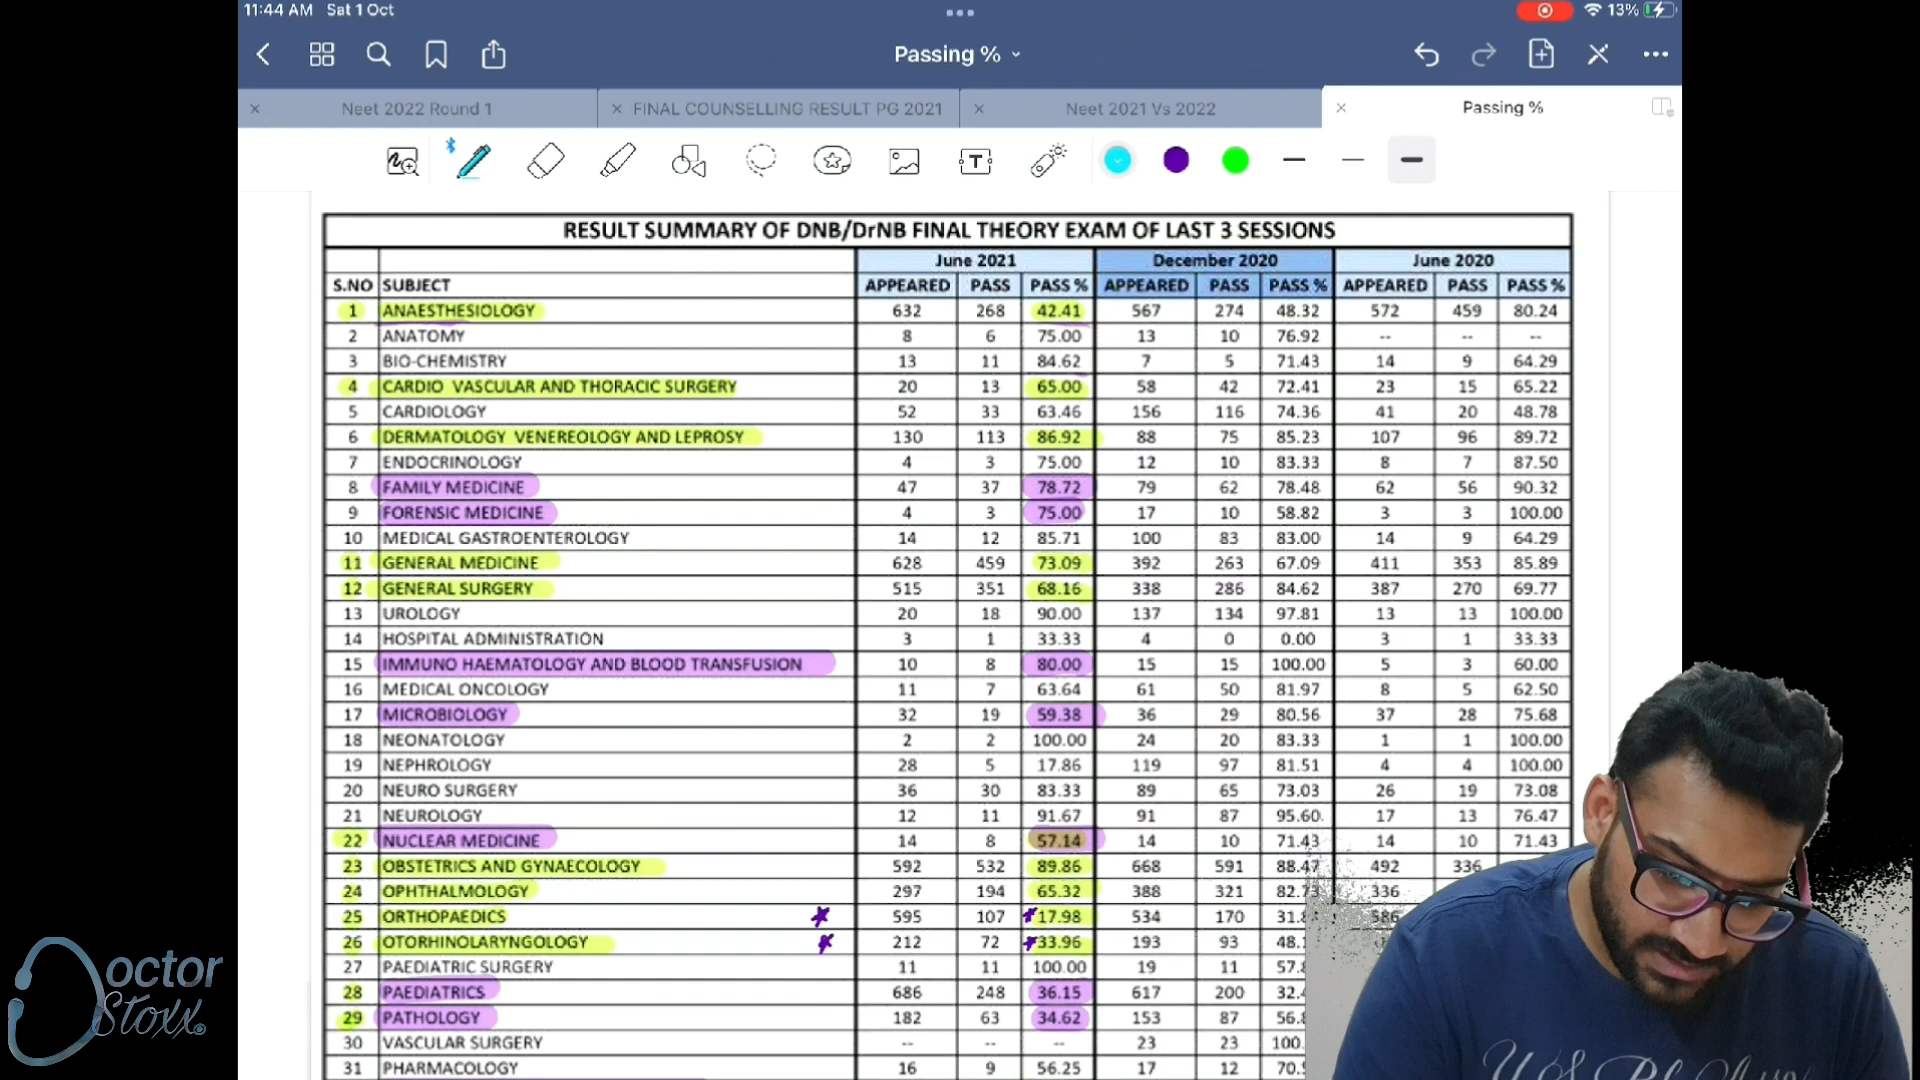 11:44 AM Sat 1 Oct
13%
Passing %
Neet 2022 Round 1
FINAL COUNSELLING RESULT PG 2021
Neet 2021 Vs 2022
Passing %
RESULT SUMMARY OF DNB/DrNB FINAL THEORY EXAM OF LAST 3 SESSIONS
June 2021 December 2020 June 2020
S.NO SUBJECT APPEARED PASS PASS % APPEARED PASS PASS % APPEARED PASS PASS %
1 ANAESTHESIOLOGY 632 268 42.41 567 274 48.32 572 459 80.24
2 ANATOMY 8 6 75.00 13 10 76.92 -- -- --
3 BIO-CHEMISTRY 13 11 84.62 7 5 71.43 14 9 64.29
4 CARDIO VASCULAR AND THORACIC SURGERY 20 13 65.00 58 42 72.41 23 15 65.22
5 CARDIOLOGY 52 33 63.46 156 116 74.36 41 20 48.78
6 DERMATOLOGY VENEREOLOGY AND LEPROSY 130 113 86.92 88 75 85.23 107 96 89.72
7 ENDOCRINOLOGY 4 3 75.00 12 10 83.33 8 7 87.50
8 FAMILY MEDICINE 47 37 78.72 79 62 78.48 62 56 90.32
9 FORENSIC MEDICINE 4 3 75.00 17 10 58.82 3 3 100.00
10 MEDICAL GASTROENTEROLOGY 14 12 85.71 100 83 83.00 14 9 64.29
11 GENERAL MEDICINE 628 459 73.09 392 263 67.09 411 353 85.89
12 GENERAL SURGERY 515 351 68.16 338 286 84.62 387 270 69.77
13 UROLOGY 20 18 90.00 137 134 97.81 13 13 100.00
14 HOSPITAL ADMINISTRATION 3 1 33.33 4 0 0.00 3 1 33.33
15 IMMUNO HAEMATOLOGY AND BLOOD TRANSFUSION 10 8 80.00 15 15 100.00 5 3 60.00
16 MEDICAL ONCOLOGY 11 7 63.64 61 50 81.97 8 5 62.50
17 MICROBIOLOGY 32 19 59.38 36 29 80.56 37 28 75.68
18 NEONATOLOGY 2 2 100.00 24 20 83.33 1 1 100.00
19 NEPHROLOGY 28 5 17.86 119 97 81.51 4 4 100.00
20 NEURO SURGERY 36 30 83.33 89 65 73.03 26 19 73.08
21 NEUROLOGY 12 11 91.67 91 87 95.60 17 13 76.47
22 NUCLEAR MEDICINE 14 8 57.14 14 10 71.43 14 10 71.43
23 OBSTETRICS AND GYNAECOLOGY 592 532 89.86 668 591 88.47 492 336
24 OPHTHALMOLOGY 297 194 65.32 388 321 82.73 336
25 ORTHOPAEDICS 595 107 17.98 534 170 31.8 586
26 OTORHINOLARYNGOLOGY 212 72 33.96 193 93 48.
27 PAEDIATRIC SURGERY 11 11 100.00 19 11 57.8
28 PAEDIATRICS 686 248 36.15 617 200 32.4
29 PATHOLOGY 182 63 34.62 153 87 56.8
30 VASCULAR SURGERY -- -- -- 23 23 100.
31 PHARMACOLOGY 16 9 56.25 17 12 70.5
Doctor
Stoxx